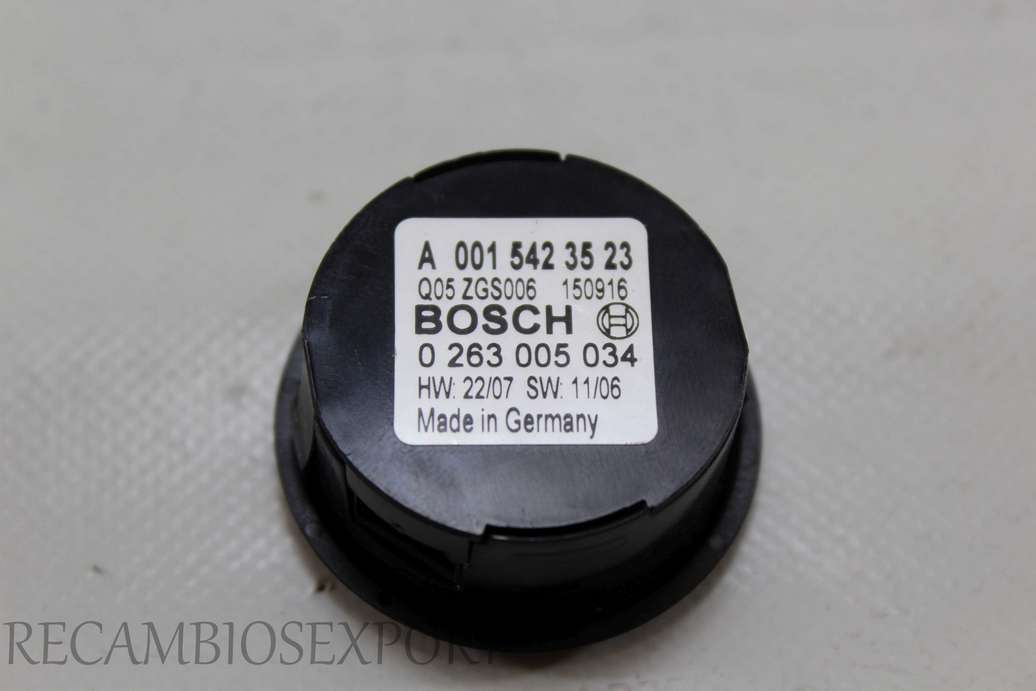 A 001 542 35 23
Q05 ZGS006 150916
BOSCH
0 263 005 034
HW: 22/07 SW: 11/06
Made in Germany
RECAMBIOSEXPORT